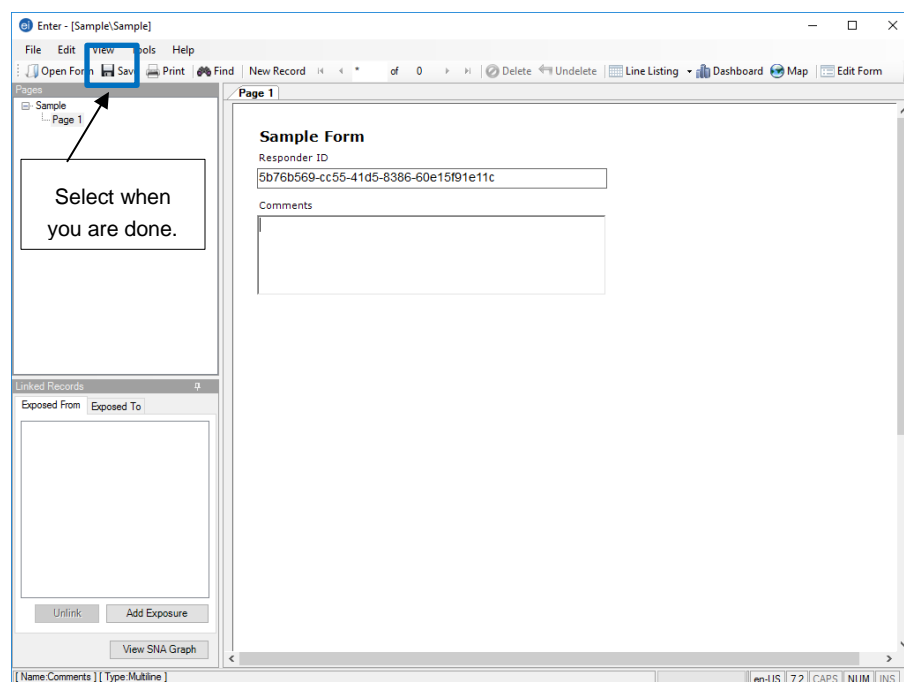 ei Enter - [Sample\Sample]
File Edit View Tools Help
Open Form Save Print Find New Record * of 0 Delete Undelete Line Listing Dashboard Map Edit Form
Pages
Sample
Page 1
Select when
you are done.
Page 1
Sample Form
Responder ID
5b76b569-cc55-41d5-8386-60e15f91e11c
Comments
Linked Records
Exposed From Exposed To
Unlink Add Exposure
View SNA Graph
[ Name:Comments ] [ Type:Multiline ] en-US 7.2 CAPS NUM INS